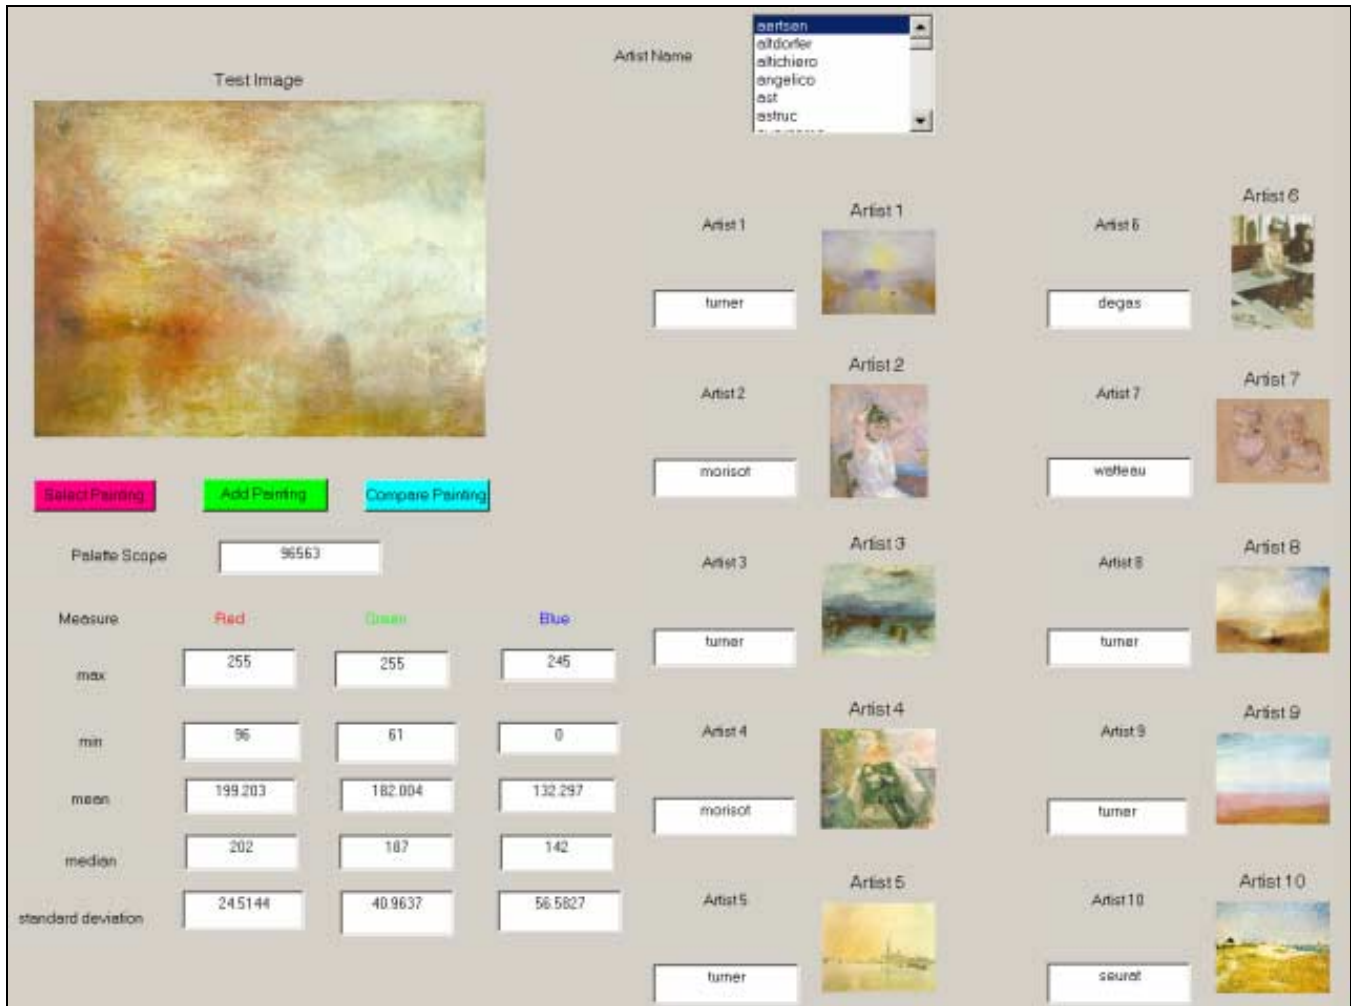 Test Image
Artist Name
aertsen
altdorfer
altichiero
angelico
ast
astruc
Select Painting
Add Painting
Compare Painting
Palette Scope
96563
Measure
Red
Green
Blue
max
255
255
245
min
96
61
0
mean
199.203
182.004
132.297
median
202
187
142
standard deviation
24.5144
40.9637
56.5827
Artist 1
Artist 1
turner
Artist 2
Artist 2
morisot
Artist 3
Artist 3
turner
Artist 4
Artist 4
morisot
Artist 5
Artist 5
turner
Artist 6
Artist 6
degas
Artist 7
Artist 7
watteau
Artist 8
Artist 8
turner
Artist 9
Artist 9
turner
Artist 10
Artist 10
seurat